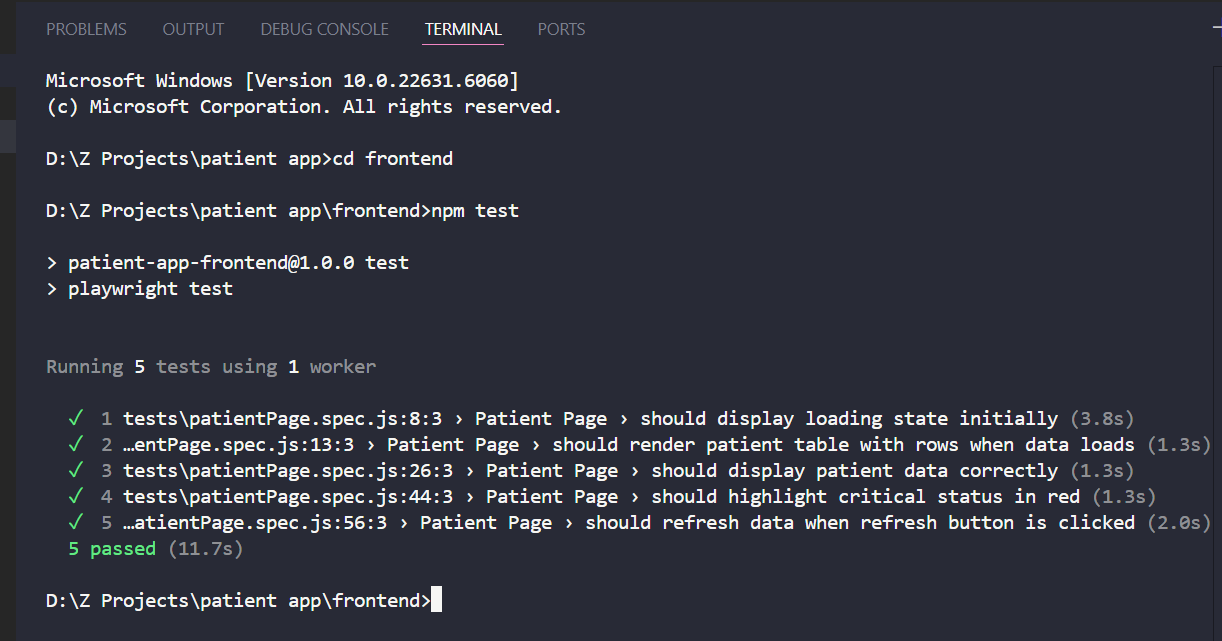 PROBLEMS OUTPUT DEBUG CONSOLE TERMINAL PORTS
Microsoft Windows [Version 10.0.22631.6060]
(c) Microsoft Corporation. All rights reserved.
D:\Z Projects\patient app>cd frontend
D:\Z Projects\patient app\frontend>npm test
> patient-app-frontend@1.0.0 test
> playwright test
Running 5 tests using 1 worker
✓ 1 tests\patientPage.spec.js:8:3 › Patient Page › should display loading state initially (3.8s)
✓ 2 …entPage.spec.js:13:3 › Patient Page › should render patient table with rows when data loads (1.3s)
✓ 3 tests\patientPage.spec.js:26:3 › Patient Page › should display patient data correctly (1.3s)
✓ 4 tests\patientPage.spec.js:44:3 › Patient Page › should highlight critical status in red (1.3s)
✓ 5 …atientPage.spec.js:56:3 › Patient Page › should refresh data when refresh button is clicked (2.0s)
5 passed (11.7s)
D:\Z Projects\patient app\frontend>